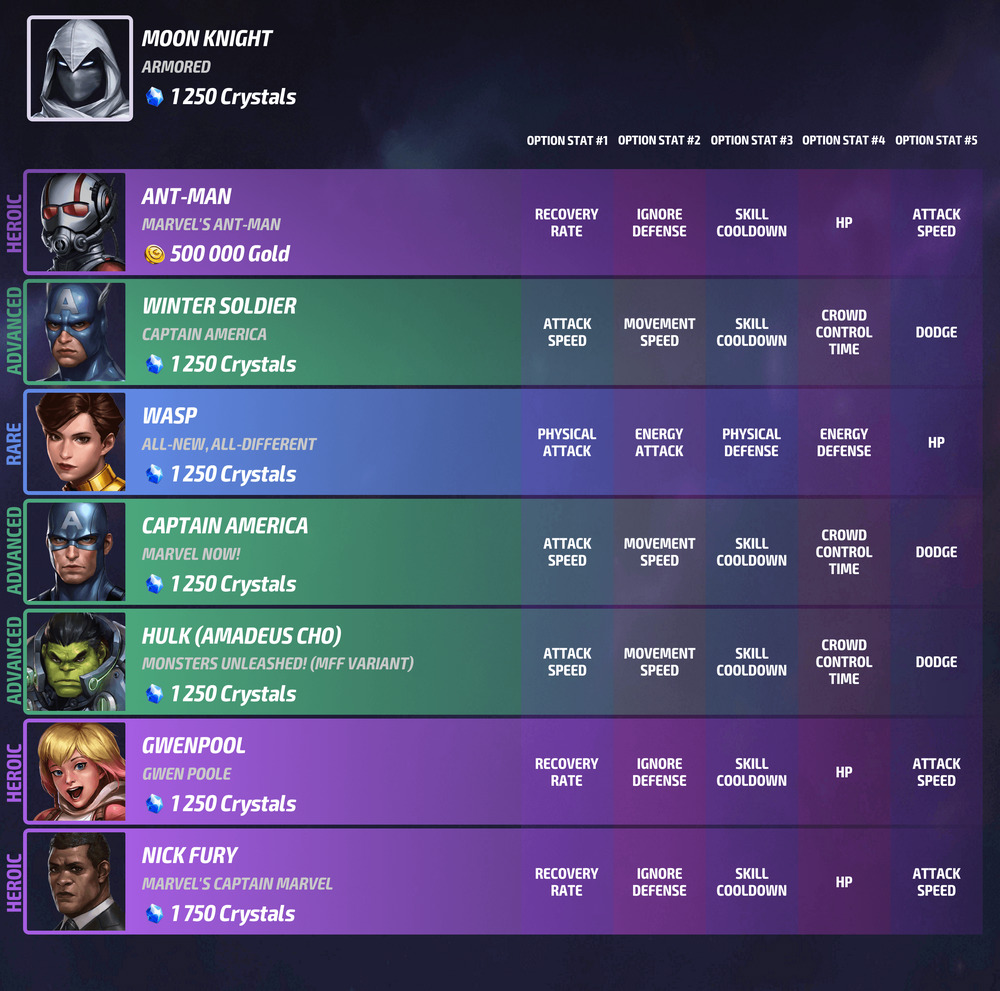 MOON KNIGHT
ARMORED
1 250 Crystals
OPTION STAT #1 OPTION STAT #2 OPTION STAT #3 OPTION STAT #4 OPTION STAT #5
HEROIC
ANT-MAN
MARVEL'S ANT-MAN
500 000 Gold
RECOVERY
RATE
IGNORE
DEFENSE
SKILL
COOLDOWN
HP
ATTACK
SPEED
ADVANCED
WINTER SOLDIER
CAPTAIN AMERICA
1 250 Crystals
ATTACK
SPEED
MOVEMENT
SPEED
SKILL
COOLDOWN
CROWD
CONTROL
TIME
DODGE
RARE
WASP
ALL-NEW, ALL-DIFFERENT
1 250 Crystals
PHYSICAL
ATTACK
ENERGY
ATTACK
PHYSICAL
DEFENSE
ENERGY
DEFENSE
HP
ADVANCED
CAPTAIN AMERICA
MARVEL NOW!
1 250 Crystals
ATTACK
SPEED
MOVEMENT
SPEED
SKILL
COOLDOWN
CROWD
CONTROL
TIME
DODGE
ADVANCED
HULK (AMADEUS CHO)
MONSTERS UNLEASHED! (MFF VARIANT)
1 250 Crystals
ATTACK
SPEED
MOVEMENT
SPEED
SKILL
COOLDOWN
CROWD
CONTROL
TIME
DODGE
HEROIC
GWENPOOL
GWEN POOLE
1 250 Crystals
RECOVERY
RATE
IGNORE
DEFENSE
SKILL
COOLDOWN
HP
ATTACK
SPEED
HEROIC
NICK FURY
MARVEL'S CAPTAIN MARVEL
1 750 Crystals
RECOVERY
RATE
IGNORE
DEFENSE
SKILL
COOLDOWN
HP
ATTACK
SPEED